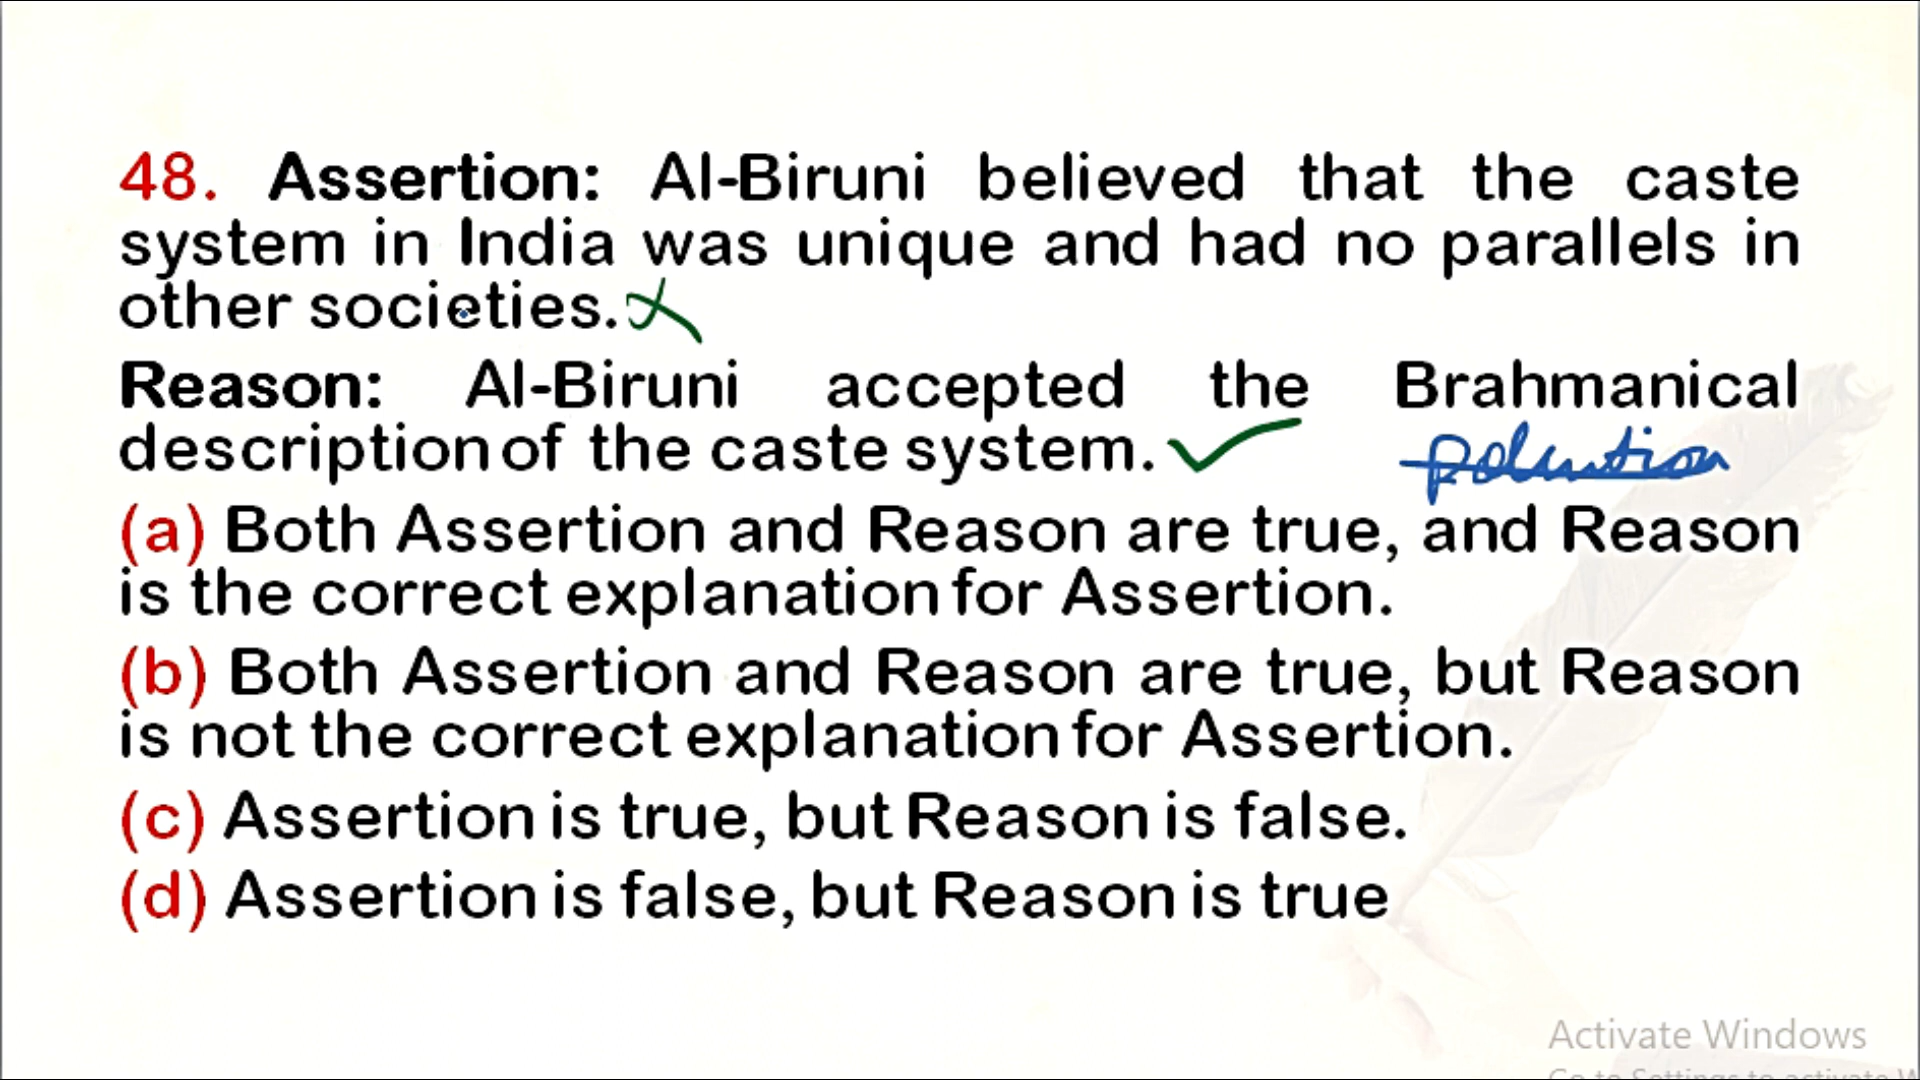 48. Assertion: Al-Biruni believed that the caste
system in India was unique and had no parallels in
other societies.
Reason: Al-Biruni accepted the Brahmanical
description of the caste system.
(a) Both Assertion and Reason are true, and Reason
is the correct explanation for Assertion.
(b) Both Assertion and Reason are true, but Reason
is not the correct explanation for Assertion.
(c) Assertion is true, but Reason is false.
(d) Assertion is false, but Reason is true
Activate Windows